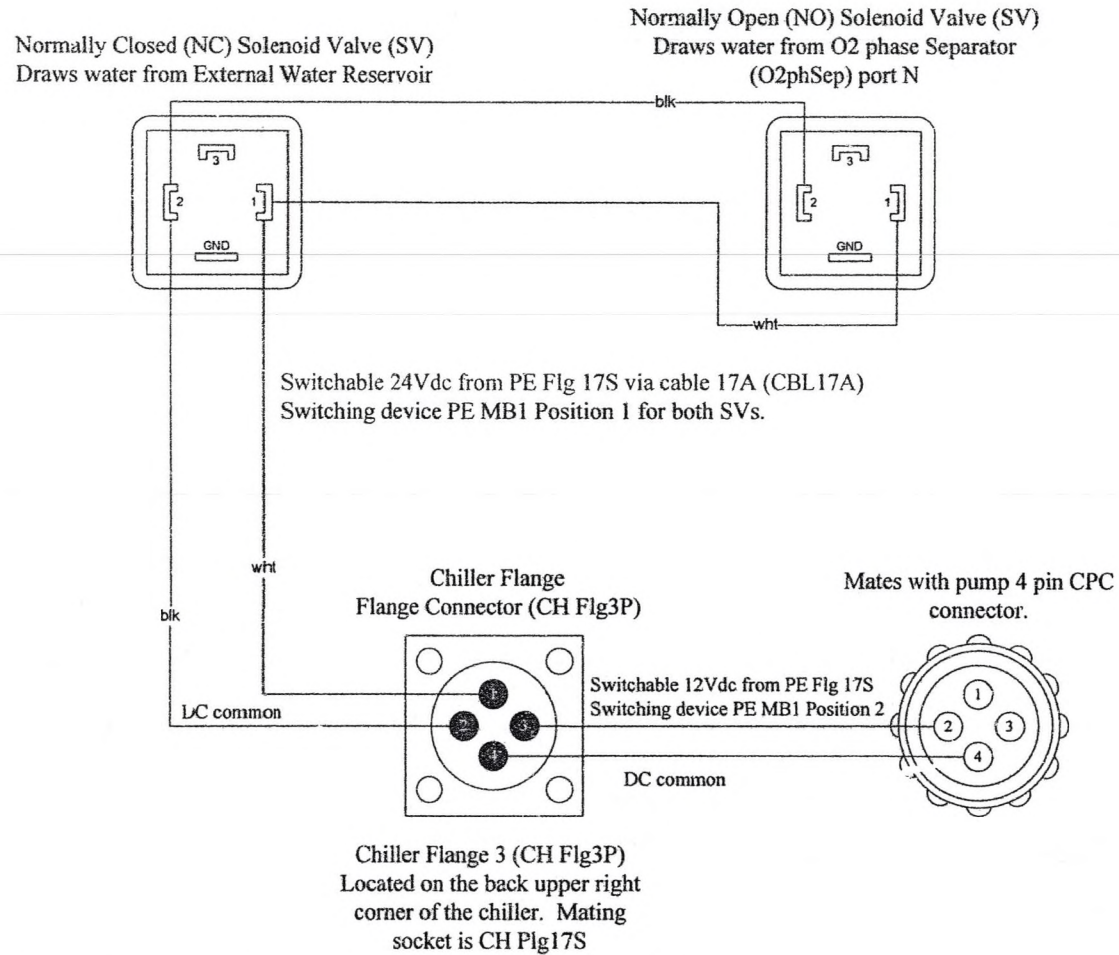 Normally Closed (NC) Solenoid Valve (SV)
Draws water from External Water Reservoir
Normally Open (NO) Solenoid Valve (SV)
Draws water from O2 phase Separator
(O2phSep) port N
blk
3
2
1
GND
3
2
1
GND
wht
Switchable 24Vdc from PE Flg 17S via cable 17A (CBL17A)
Switching device PE MB1 Position 1 for both SVs.
wht
blk
Chiller Flange
Flange Connector (CH Flg3P)
Mates with pump 4 pin CPC
connector.
DC common
1
2
3
4
Switchable 12Vdc from PE Flg 17S
Switching device PE MB1 Position 2
DC common
1
2
3
4
Chiller Flange 3 (CH Flg3P)
Located on the back upper right
corner of the chiller. Mating
socket is CH Plg17S